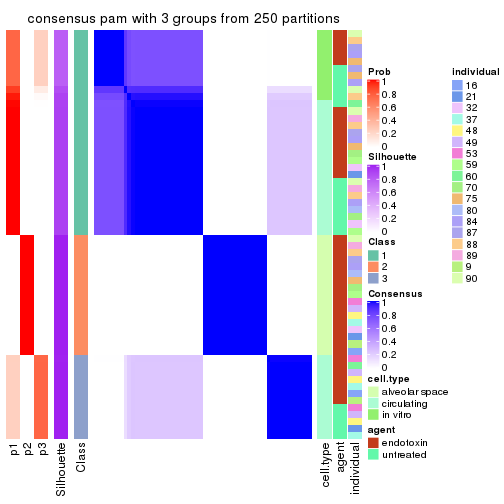 consensus pam with 3 groups from 250 partitions
Prob
1
0.8
0.6
0.4
0.2
0
Silhouette
1
0.8
0.6
0.4
0.2
0
Class
1
2
3
Consensus
1
0.8
0.6
0.4
0.2
0
cell.type
alveolar space
circulating
in vitro
agent
endotoxin
untreated
Individual
16
21
32
37
48
49
53
59
60
70
75
80
84
87
88
89
9
90
p1
p2
p3
Silhouette
Class
cell.type
agent
individual